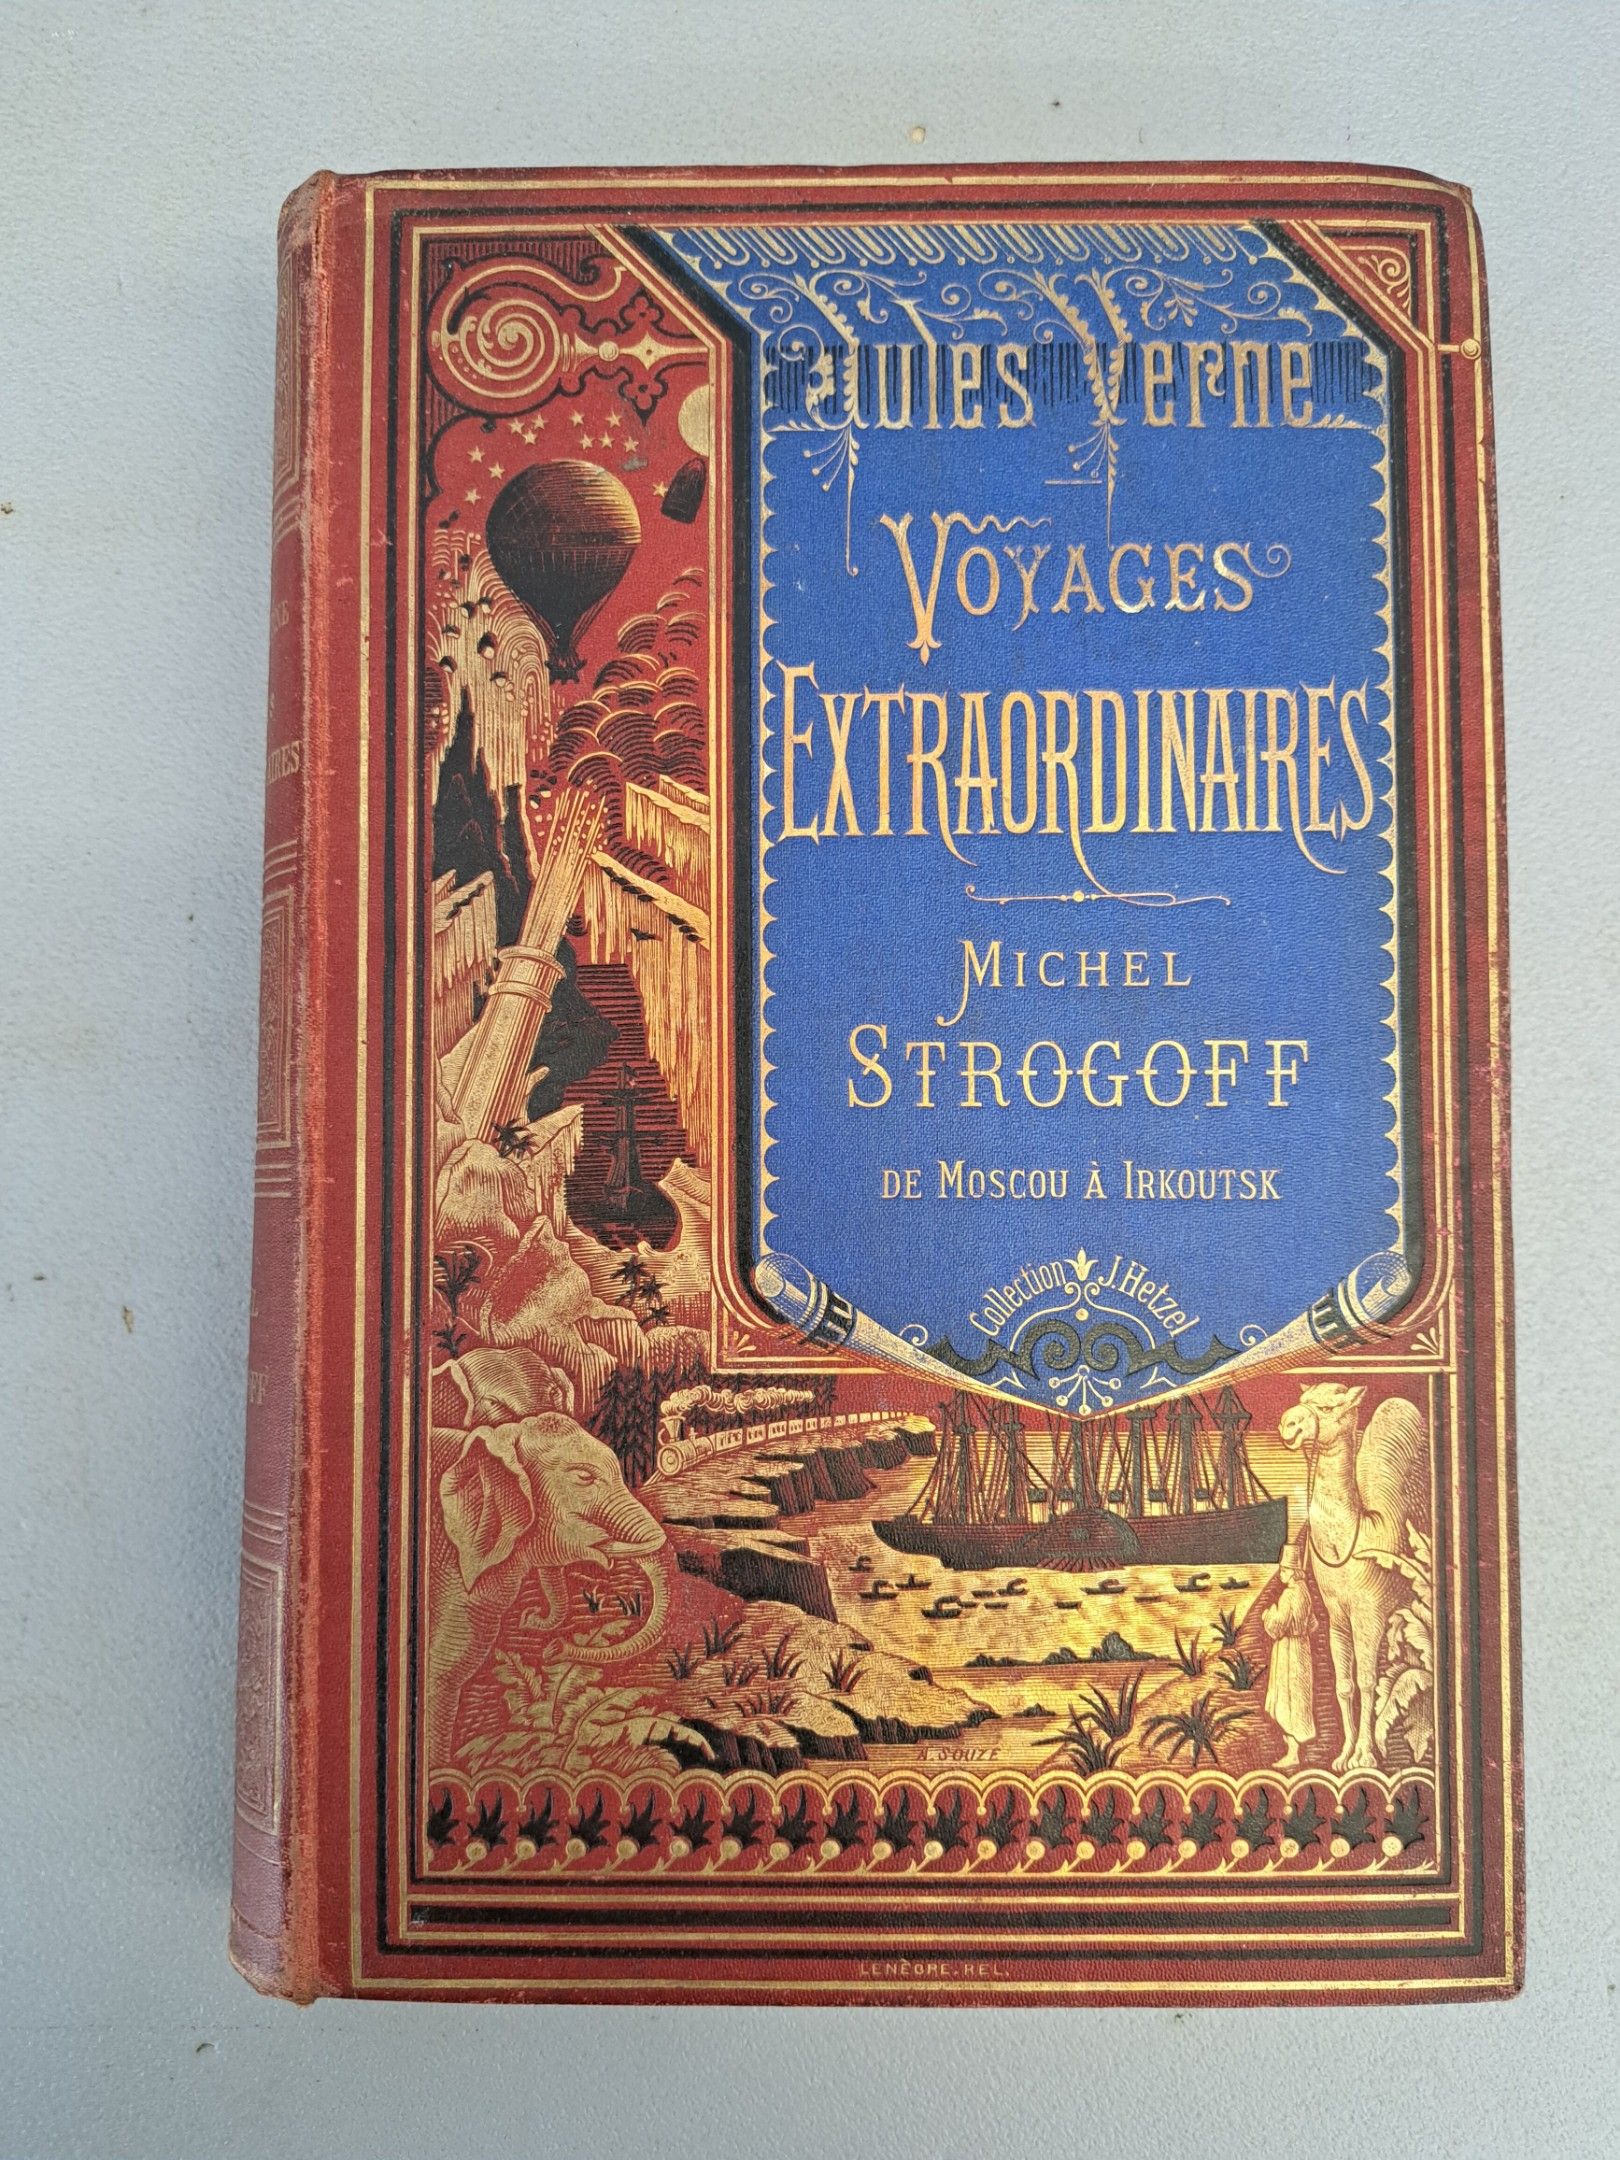 Jules Verne
VOYAGES
EXTRAORDINAIRES
MICHEL
STROGOFF
DE MOSCOU À IRKOUTSK
Collection J. Hetzel
A. SOUZE
LENÈGRE. REL.